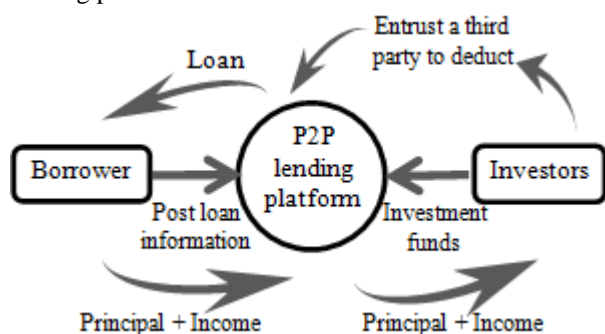 Entrust a third
party to deduct
Loan
P2P
lending
platform
Borrower
Investors
Post loan
information
Investment
funds
Principal + Income
Principal + Income